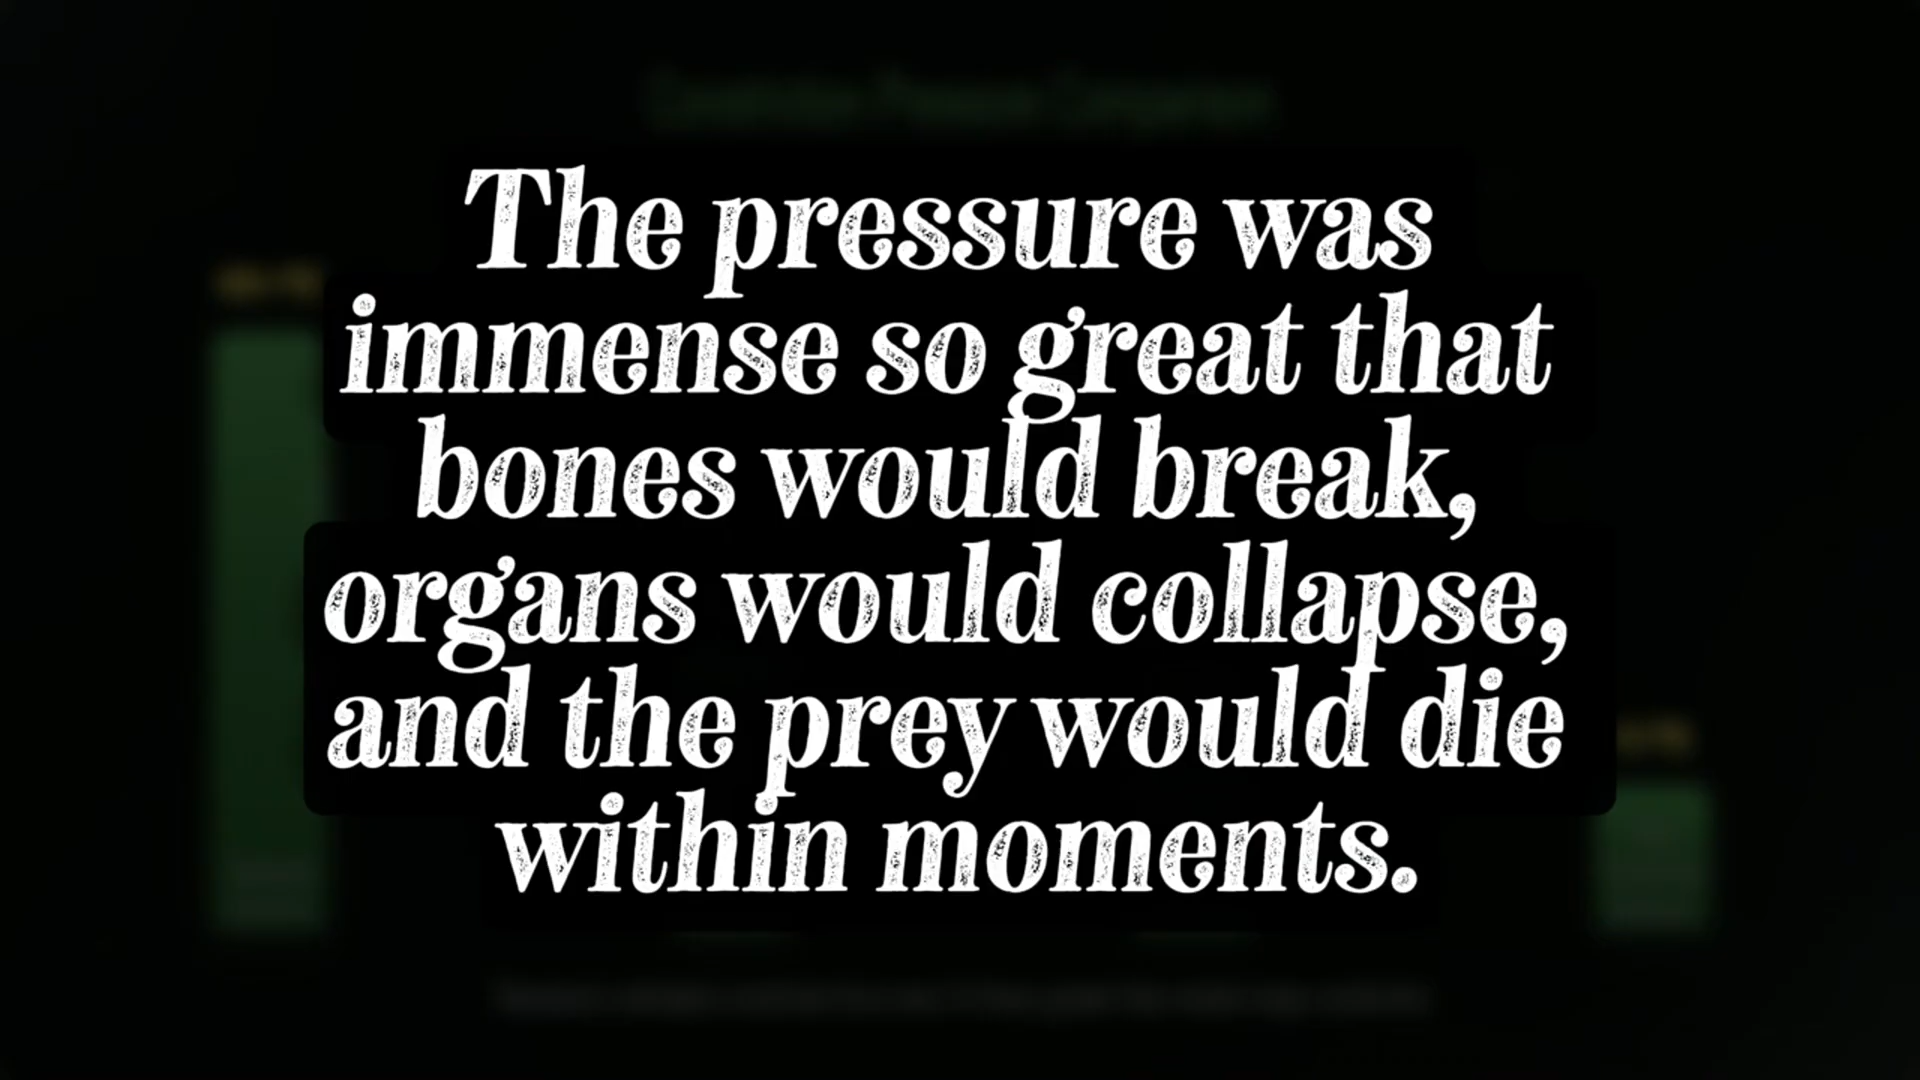 The pressure was
immense so great that
bones would break,
organs would collapse,
and the prey would die
within moments.